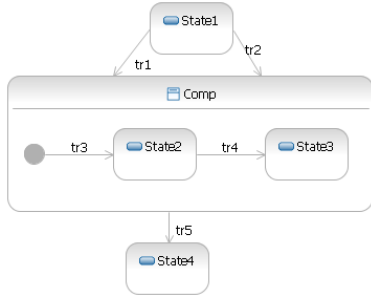 State1
tr1
tr2
Comp
tr3
State2
tr4
State3
tr5
State4